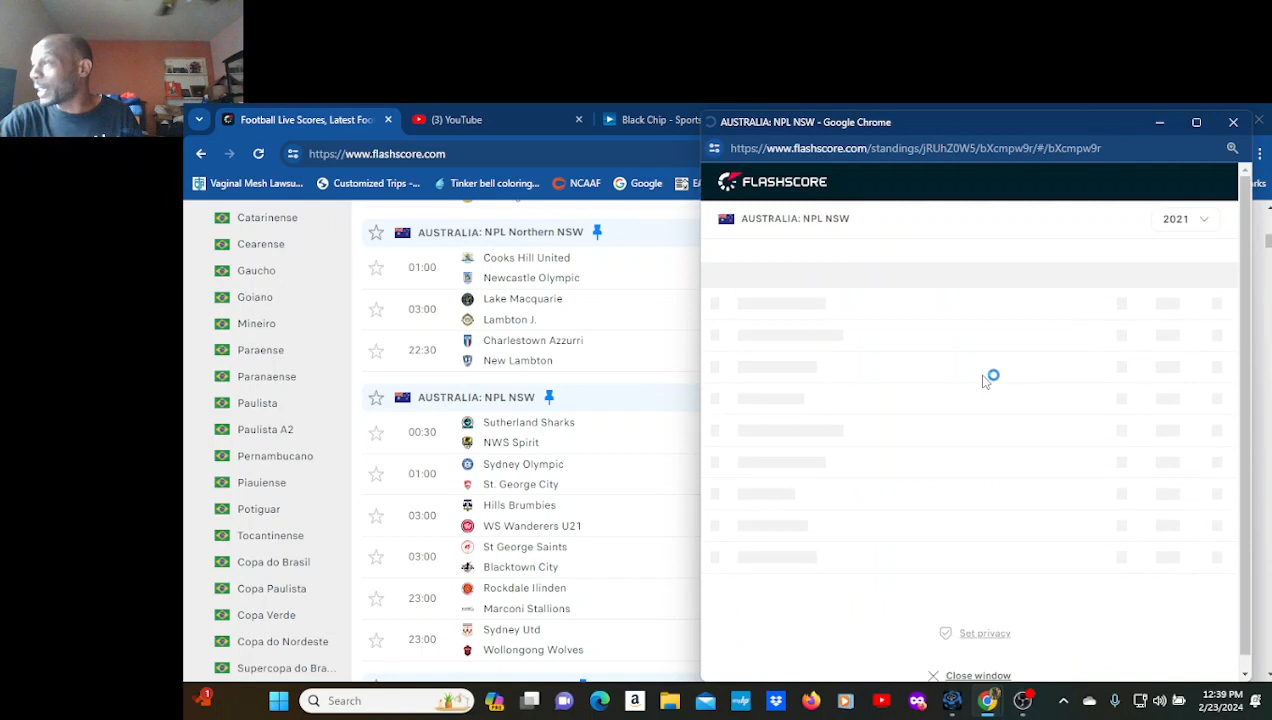 Football Live Scores, Latest Foo
(3) YouTube
Black Chip - Sports
https://www.flashscore.com
Vaginal Mesh Lawsu...
Customized Trips -...
Tinker bell coloring...
NCAAF
Google
Catarinense
Cearense
Gaucho
Goiano
Mineiro
Paraense
Paranaense
Paulista
Paulista A2
Pernambucano
Piauiense
Potiguar
Tocantinense
Copa do Brasil
Copa Paulista
Copa Verde
Copa do Nordeste
Supercopa do Bra...
AUSTRALIA: NPL Northern NSW
01:00
Cooks Hill United
Newcastle Olympic
03:00
Lake Macquarie
Lambton J.
22:30
Charlestown Azzurri
New Lambton
AUSTRALIA: NPL NSW
00:30
Sutherland Sharks
NWS Spirit
01:00
Sydney Olympic
St. George City
03:00
Hills Brumbies
WS Wanderers U21
03:00
St George Saints
Blacktown City
23:00
Rockdale Ilinden
Marconi Stallions
23:00
Sydney Utd
Wollongong Wolves
AUSTRALIA: NPL NSW - Google Chrome
https://www.flashscore.com/standings/jRUhZ0W5/bXcmpw9r/#/bXcmpw9r
FLASHSCORE
AUSTRALIA: NPL NSW
2021
Set privacy
Close window
1
Search
12:39 PM
2/23/2024